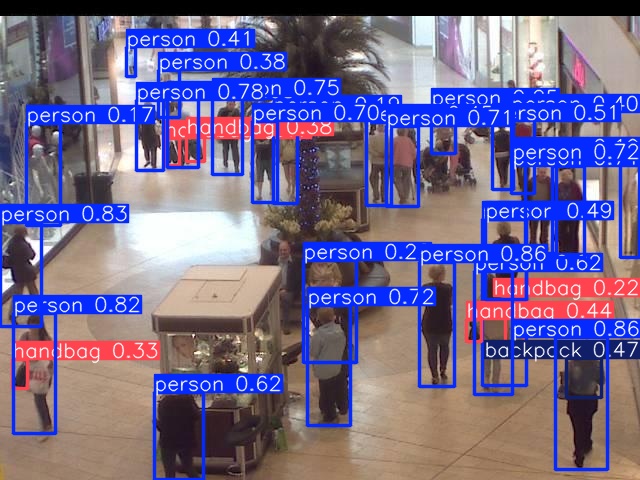 person 0.41
person 0.38
person 0.78
0.75
person 0.17
handbag 0.38
person 0.70
person 0.71
person
0.51
person 0.72
person 0.83
person 0.49
person 0.86
0.62
person 0.72
handbag 0.22
handbag 0.44
person 0.82
person 0.86
handbag 0.33
backpack 0.47
person 0.62